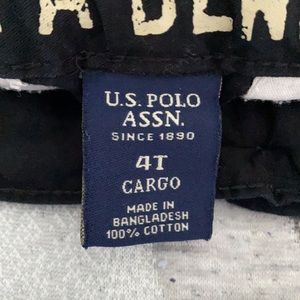 U.S. POLO
ASSN.
SINCE 1890
4T
CARGO
MADE IN
BANGLADESH
100% COTTON